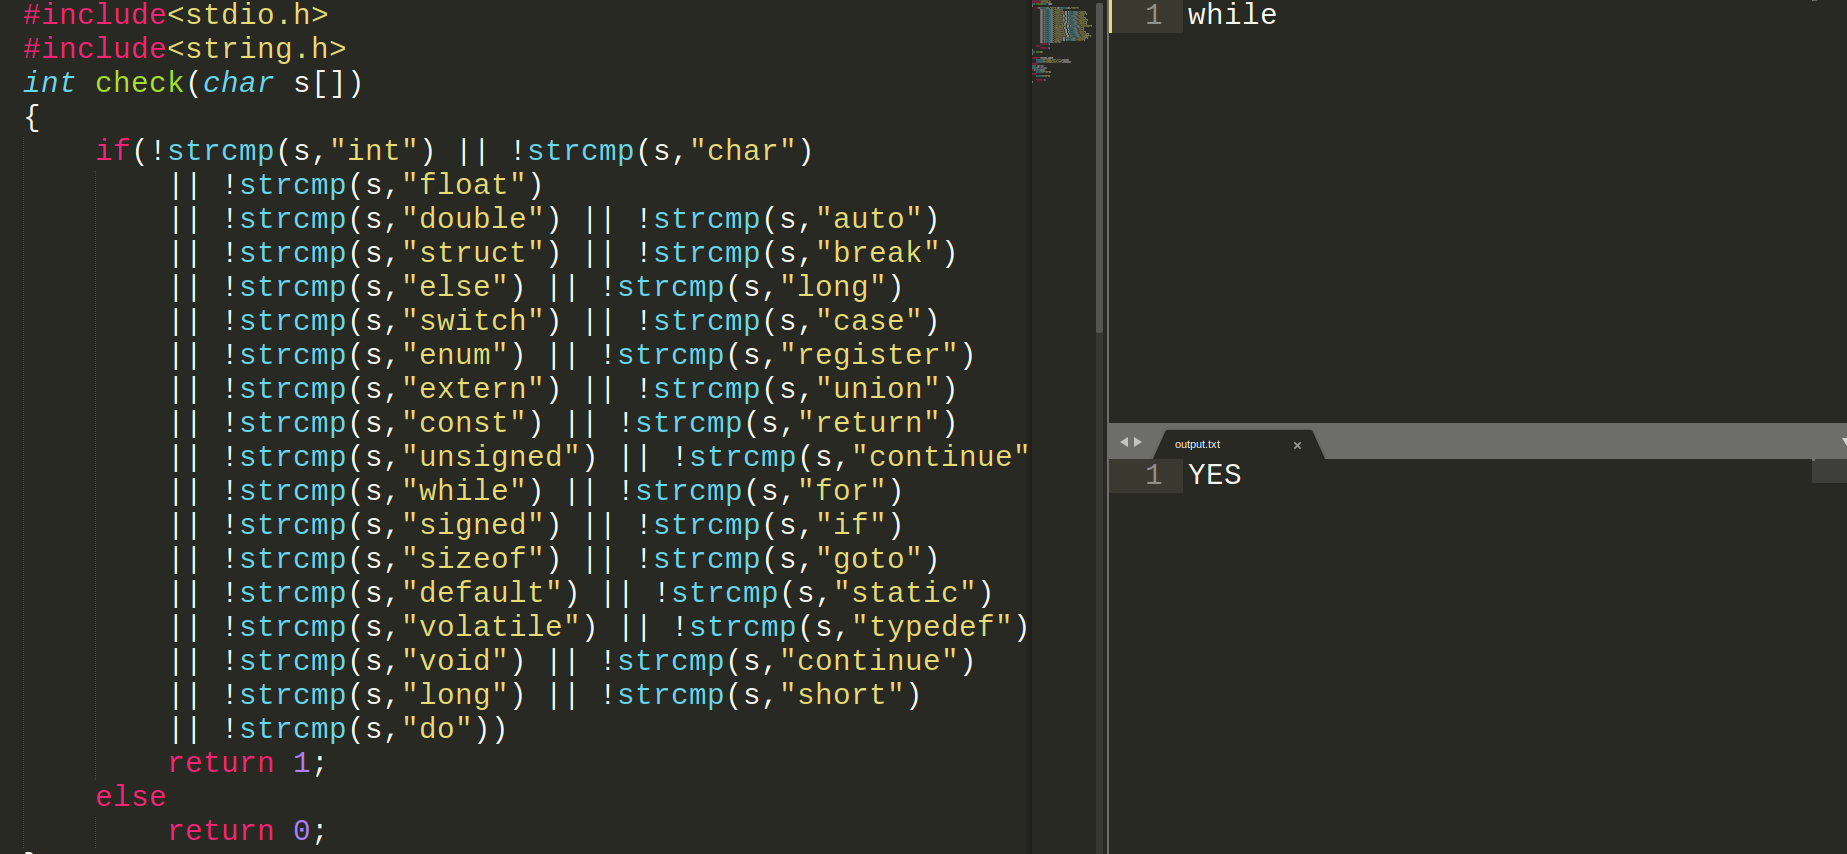 #include<stdio.h>
#include<string.h>
int check(char s[])
{
if(!strcmp(s,"int") || !strcmp(s,"char")
|| !strcmp(s,"float")
|| !strcmp(s,"double") || !strcmp(s,"auto")
|| !strcmp(s,"struct") || !strcmp(s,"break")
|| !strcmp(s,"else") || !strcmp(s,"long")
|| !strcmp(s,"switch") || !strcmp(s,"case")
|| !strcmp(s,"enum") || !strcmp(s,"register")
|| !strcmp(s,"extern") || !strcmp(s,"union")
|| !strcmp(s,"const") || !strcmp(s,"return")
|| !strcmp(s,"unsigned") || !strcmp(s,"continue"
|| !strcmp(s,"while") || !strcmp(s,"for")
|| !strcmp(s,"signed") || !strcmp(s,"if")
|| !strcmp(s,"sizeof") || !strcmp(s,"goto")
|| !strcmp(s,"default") || !strcmp(s,"static")
|| !strcmp(s,"volatile") || !strcmp(s,"typedef")
|| !strcmp(s,"void") || !strcmp(s,"continue")
|| !strcmp(s,"long") || !strcmp(s,"short")
|| !strcmp(s,"do"))
return 1;
else
return 0;
1 while
output.txt ×
1 YES